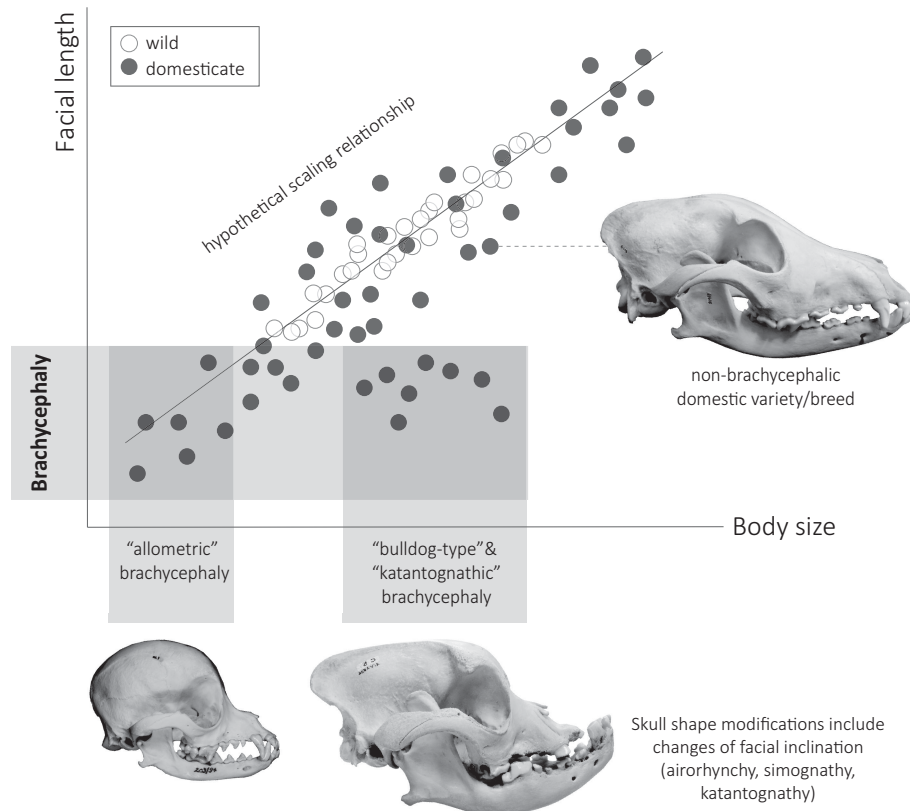 Facial length
wild
domesticate
hypothetical scaling relationship
non-brachycephalic
domestic variety/breed
Brachycephaly
Body size
“allometric”
brachycephaly
“bulldog-type”&
“katantognathic”
brachycephaly
Skull shape modifications include
changes of facial inclination
(airorhynchy, simognathy,
katantognathy)